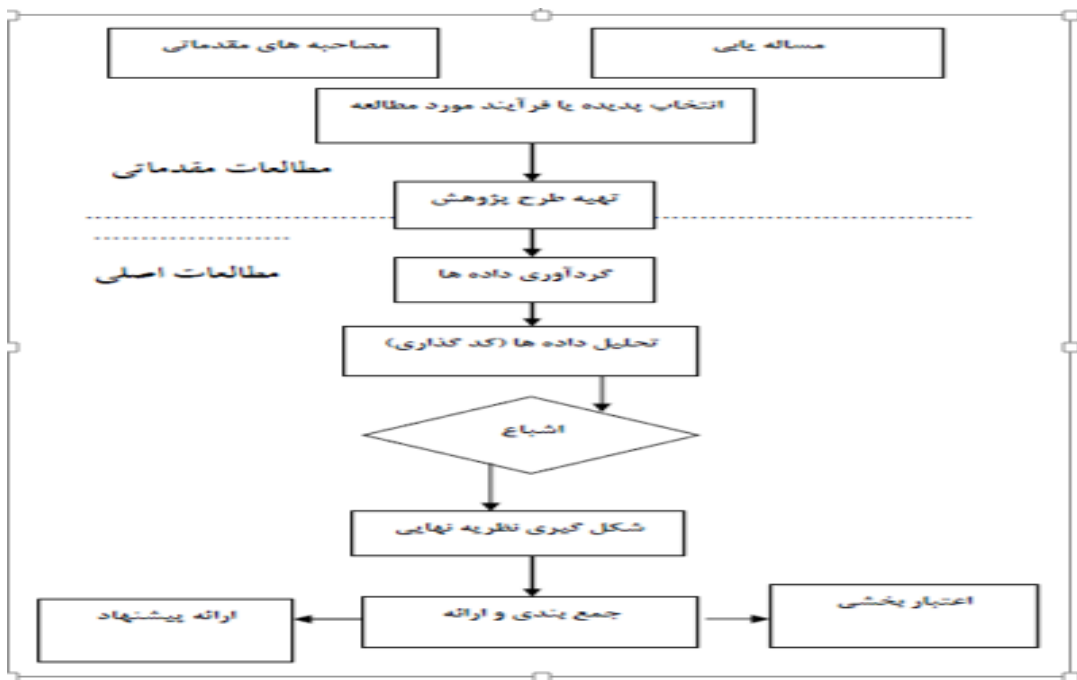 مساله یابی
مصاحبه های مقدماتی
انتخاب پدیده یا فرآیند مورد مطالعه
مطالعات مقدماتی
تهیه طرح پژوهش
مطالعات اصلی
گردآوری داده ها
تحلیل داده ها (کد گذاری)
اشباع
شکل گیری نظریه نهایی
اعتبار بخشی
جمع بندی و ارائه
ارائه پیشنهاد